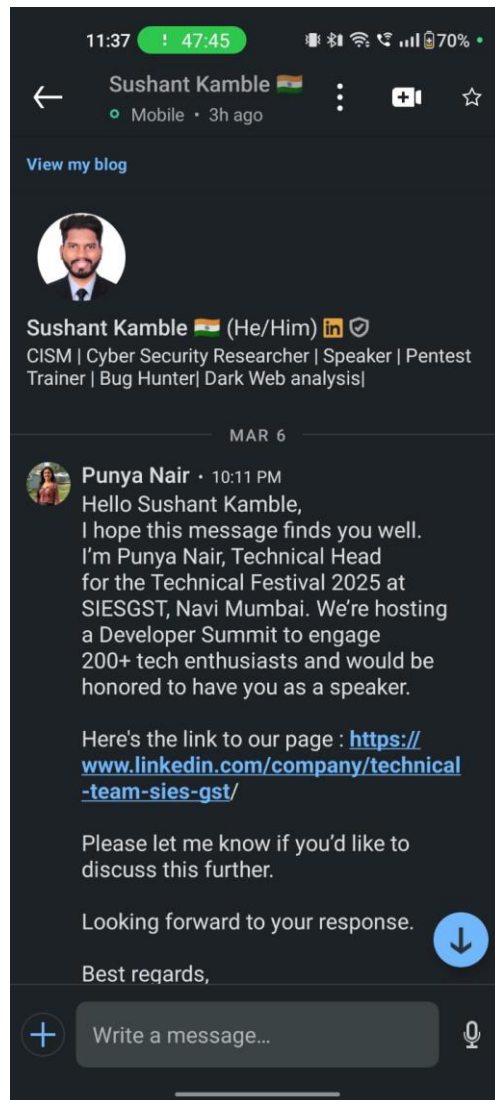 11:37 47:45 70%
Sushant Kamble 🇮🇳
Mobile • 3h ago
View my blog
Sushant Kamble 🇮🇳 (He/Him) in
CISM | Cyber Security Researcher | Speaker | Pentest
Trainer | Bug Hunter| Dark Web analysis|
MAR 6
Punya Nair • 10:11 PM
Hello Sushant Kamble,
I hope this message finds you well.
I’m Punya Nair, Technical Head
for the Technical Festival 2025 at
SIESGST, Navi Mumbai. We’re hosting
a Developer Summit to engage
200+ tech enthusiasts and would be
honored to have you as a speaker.
Here's the link to our page : https://
www.linkedin.com/company/technical
-team-sies-gst/
Please let me know if you’d like to
discuss this further.
Looking forward to your response.
Best regards,
Write a message...